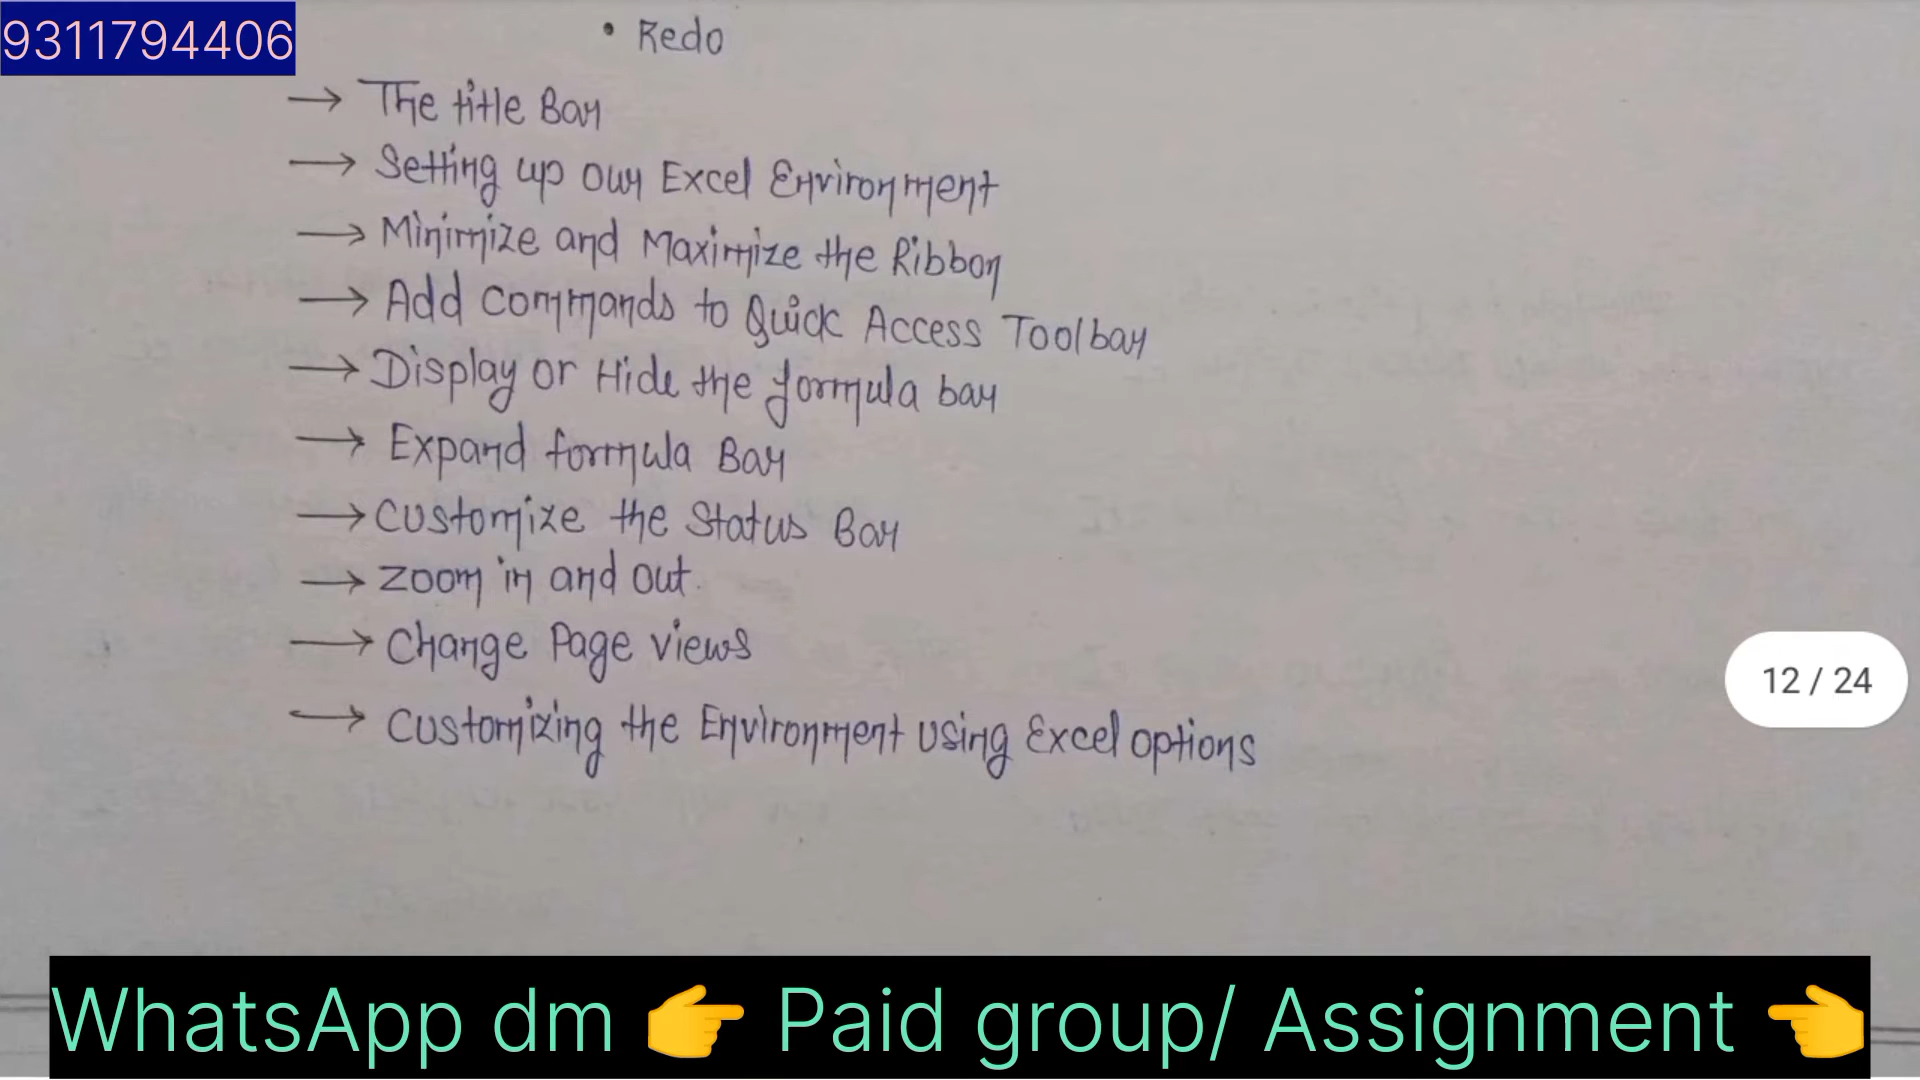 9311794406
• Redo
→ The title Bar
→ Setting up our Excel Environment
→ Minimize and Maximize the Ribbon
→ Add commands to Quick Access Toolbar
→ Display or Hide the formula bar
→ Expand formula Bar
→ Customize the Status Bar
→ Zoom in and out.
→ Change Page views
12 / 24
→ Customizing the Environment using Excel options
WhatsApp dm 👉 Paid group/ Assignment 👈